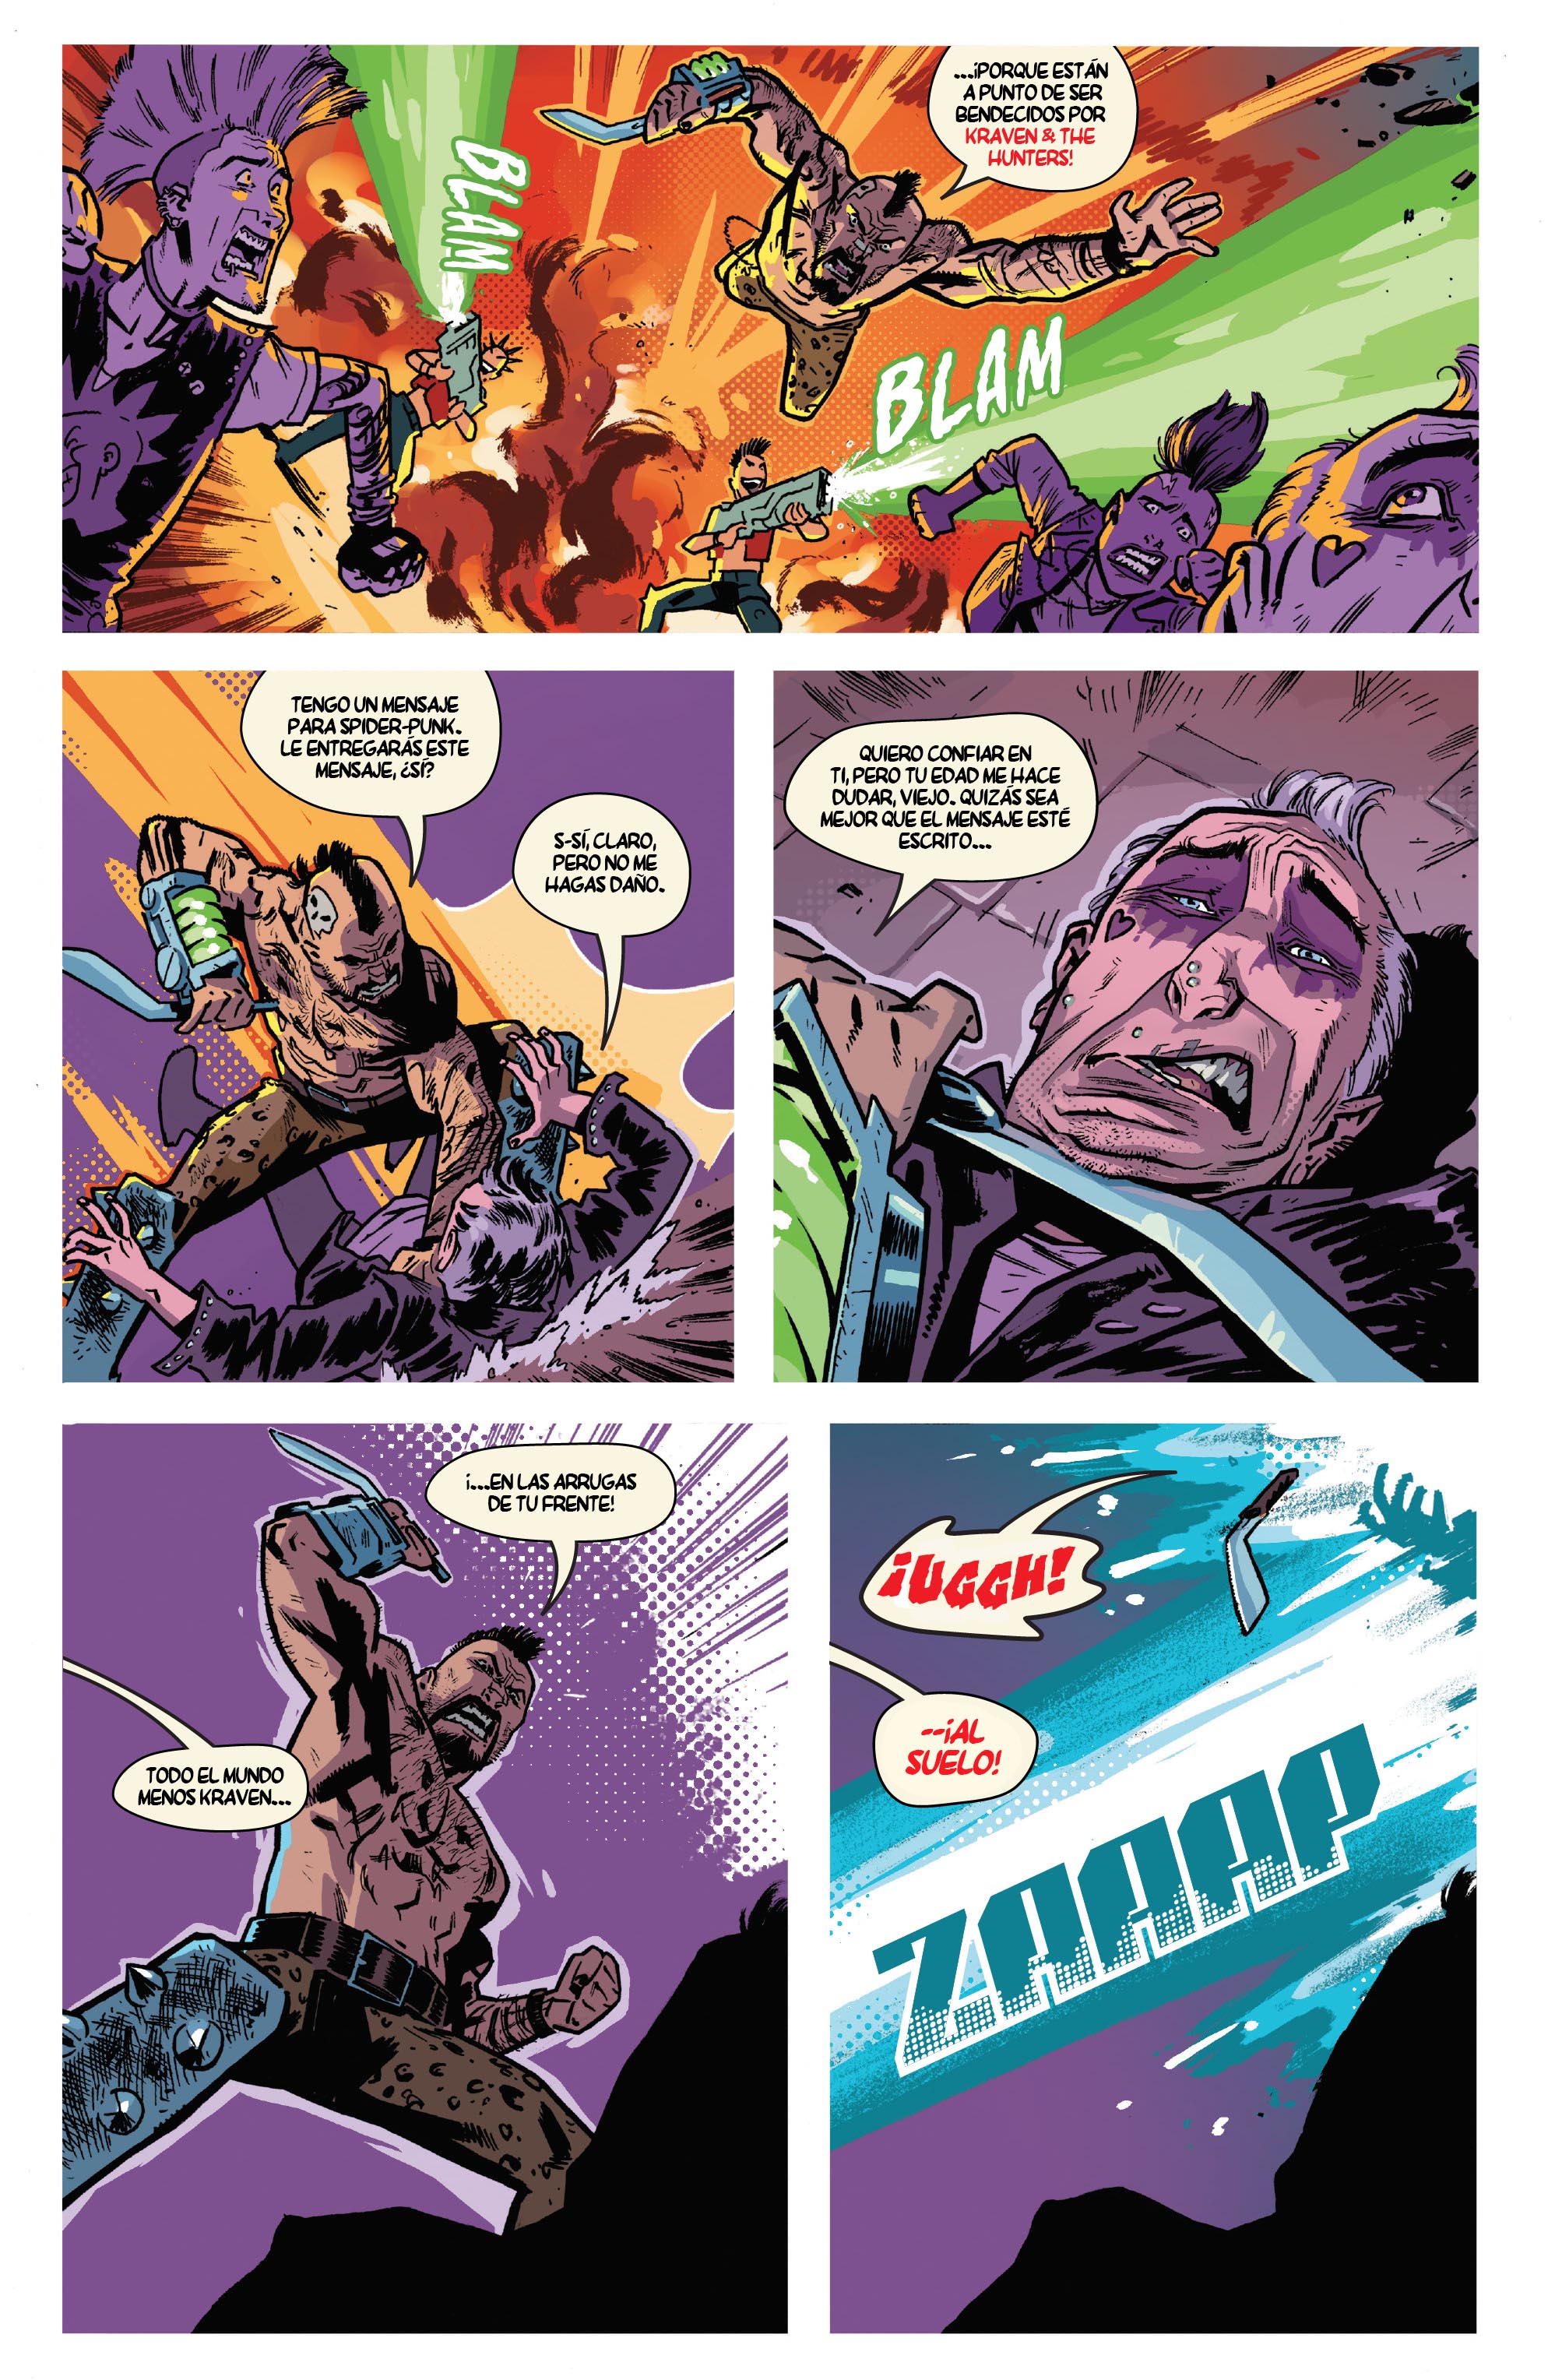 ...¡PORQUE ESTÁN
A PUNTO DE SER
BENDECIDOS POR
KRAVEN & THE
HUNTERS!
BLAM
BLAM
TENGO UN MENSAJE
PARA SPIDER-PUNK.
LE ENTREGARÁS ESTE
MENSAJE, ¿SÍ?
S-SÍ, CLARO,
PERO NO ME
HAGAS DAÑO.
QUIERO CONFIAR EN
TI, PERO TU EDAD ME HACE
DUDAR, VIEJO. QUIZÁS SEA
MEJOR QUE EL MENSAJE ESTÉ
ESCRITO...
¡...EN LAS ARRUGAS
DE TU FRENTE!
TODO EL MUNDO
MENOS KRAVEN...
¡UGGH!
--¡AL
SUELO!
ZAAAP